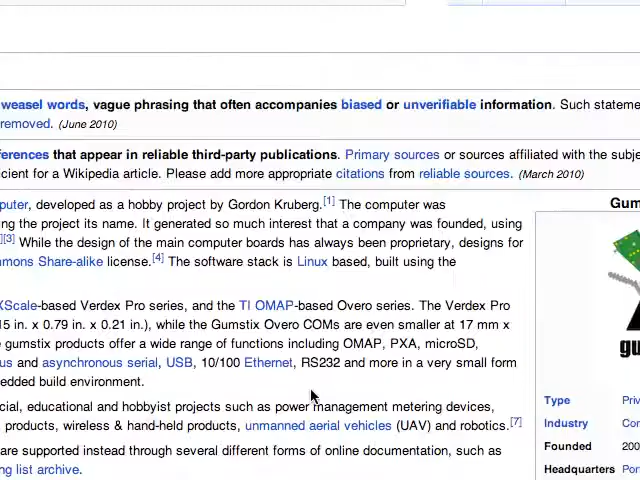 weasel words, vague phrasing that often accompanies biased or unverifiable information. Such stateme
removed. (June 2010)
ferences that appear in reliable third-party publications. Primary sources or sources affiliated with the subje
cient for a Wikipedia article. Please add more appropriate citations from reliable sources. (March 2010)
puter, developed as a hobby project by Gordon Kruberg.[1] The computer was
ing the project its name. It generated so much interest that a company was founded, using
][3] While the design of the main computer boards has always been proprietary, designs for
mmons Share-alike license.[4] The software stack is Linux based, built using the
XScale-based Verdex Pro series, and the TI OMAP-based Overo series. The Verdex Pro
15 in. x 0.79 in. x 0.21 in.), while the Gumstix Overo COMs are even smaller at 17 mm x
e gumstix products offer a wide range of functions including OMAP, PXA, microSD,
us and asynchronous serial, USB, 10/100 Ethernet, RS232 and more in a very small form
edded build environment.
cial, educational and hobbyist projects such as power management metering devices,
products, wireless & hand-held products, unmanned aerial vehicles (UAV) and robotics.[7]
are supported instead through several different forms of online documentation, such as
ng list archive.
Gum
gu
Type Priv
Industry Com
Founded 200
Headquarters Port